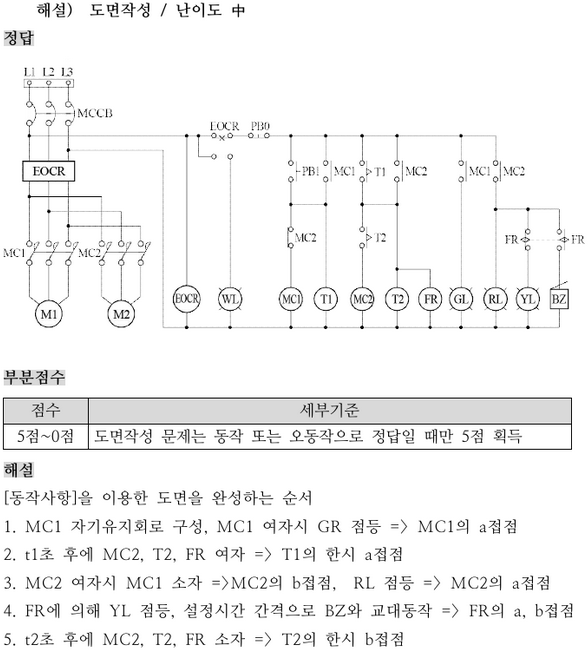 해설) 도면작성 / 난이도 中
정답
L1 L2 L3
MCCB
EOCR PB0
EOCR
PB1 MC1 T1 MC2 MC1 MC2
MC2 T2 FR FR
MC1 MC2
EOCR WL MC1 T1 MC2 T2 FR GL RL YL BZ
M1 M2
부분점수
점수 세부기준
5점~0점 도면작성 문제는 동작 또는 오동작으로 정답일 때만 5점 획득
해설
[동작사항]을 이용한 도면을 완성하는 순서
1. MC1 자기유지회로 구성, MC1 여자시 GR 점등 => MC1의 a접점
2. t1초 후에 MC2, T2, FR 여자 => T1의 한시 a접점
3. MC2 여자시 MC1 소자 =>MC2의 b접점, RL 점등 => MC2의 a접점
4. FR에 의해 YL 점등, 설정시간 간격으로 BZ와 교대동작 => FR의 a, b접점
5. t2초 후에 MC2, T2, FR 소자 => T2의 한시 b접점